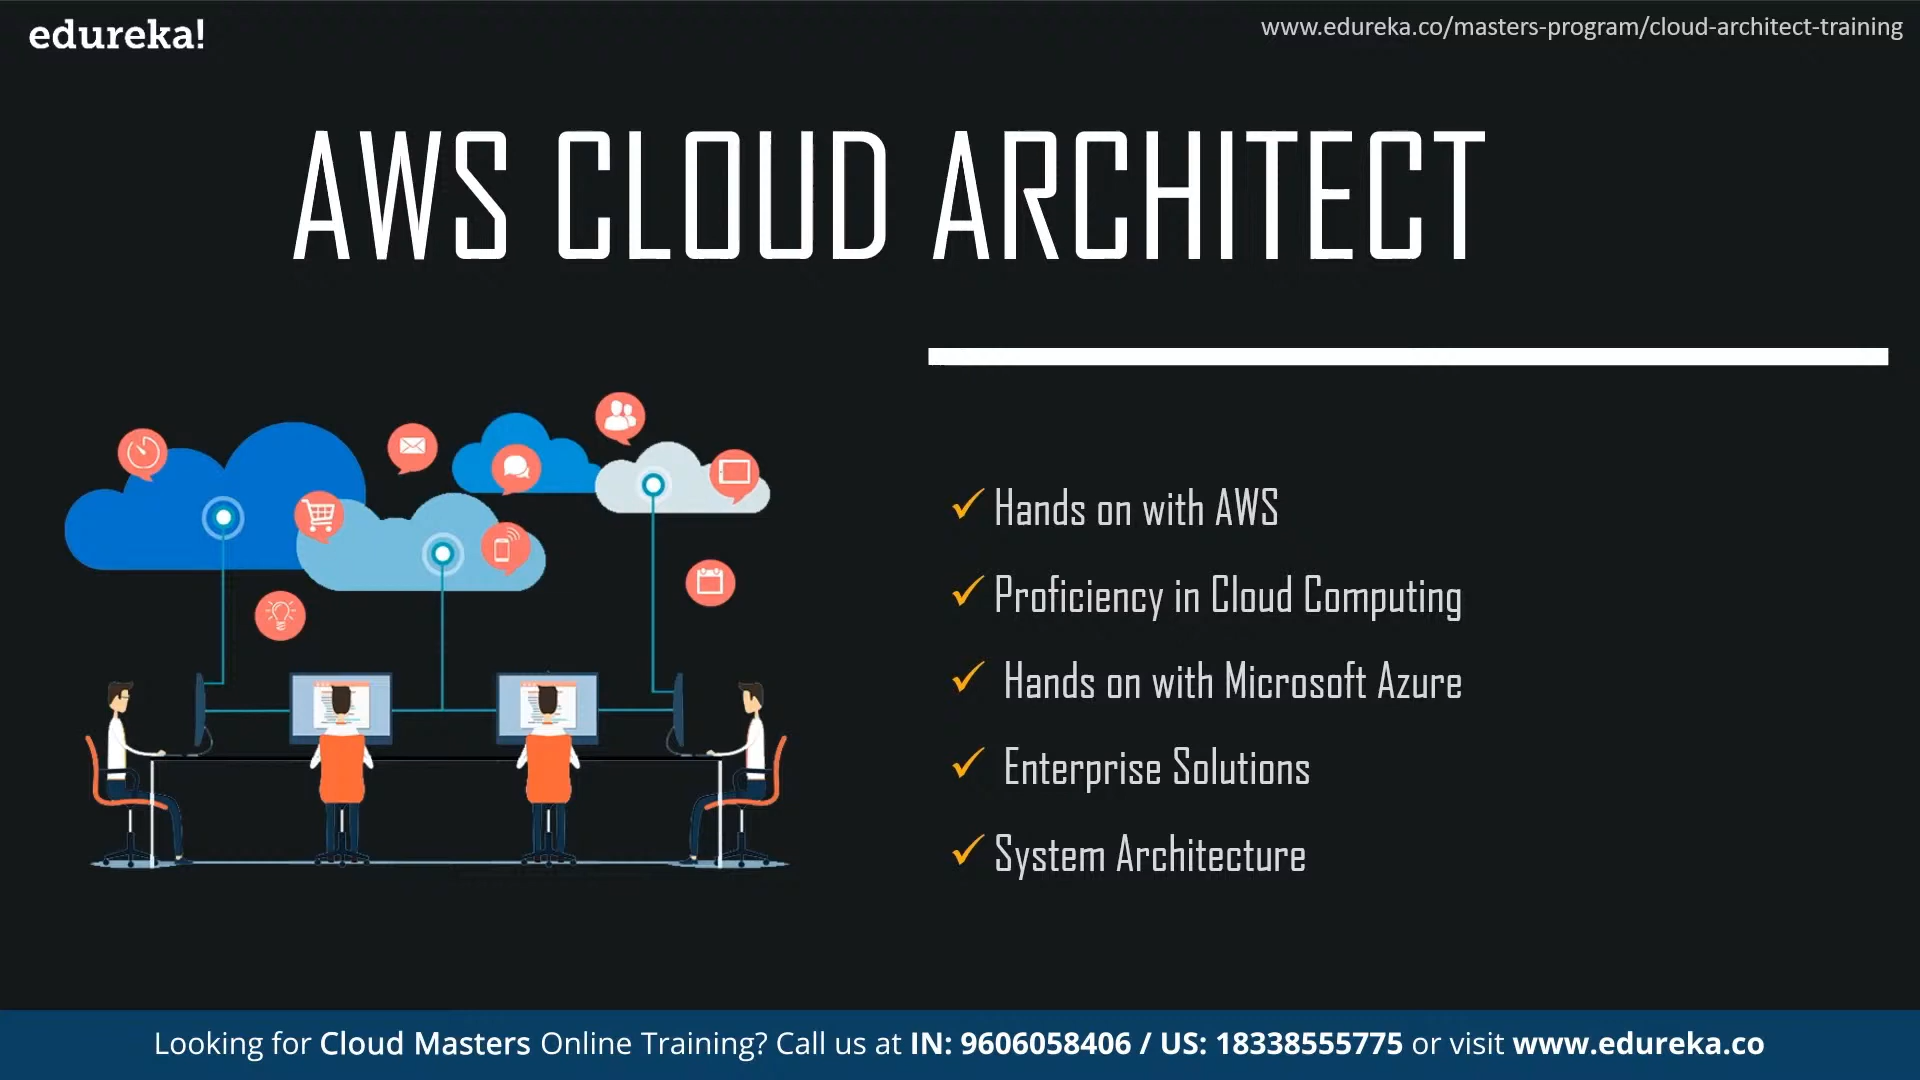 edureka!
www.edureka.co/masters-program/cloud-architect-training
AWS CLOUD ARCHITECT
Hands on with AWS
Proficiency in Cloud Computing
Hands on with Microsoft Azure
Enterprise Solutions
System Architecture
Looking for Cloud Masters Online Training? Call us at IN: 9606058406 / US: 18338555775 or visit www.edureka.co